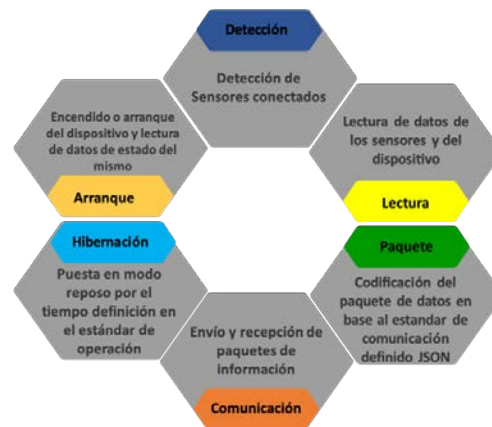 Detección
Detección de
Sensores conectados
Encendido o arranque
del dispositivo y lectura
de datos de estado del
mismo
Arranque
Lectura de datos de
los sensores y del
dispositivo
Lectura
Hibernación
Puesta en modo
reposo por el
tiempo definición en
el estándar de
operación
Paquete
Codificación del
paquete de datos en
base al estandar de
comunicación
definido JSON
Envío y recepción de
paquetes de
información
Comunicación